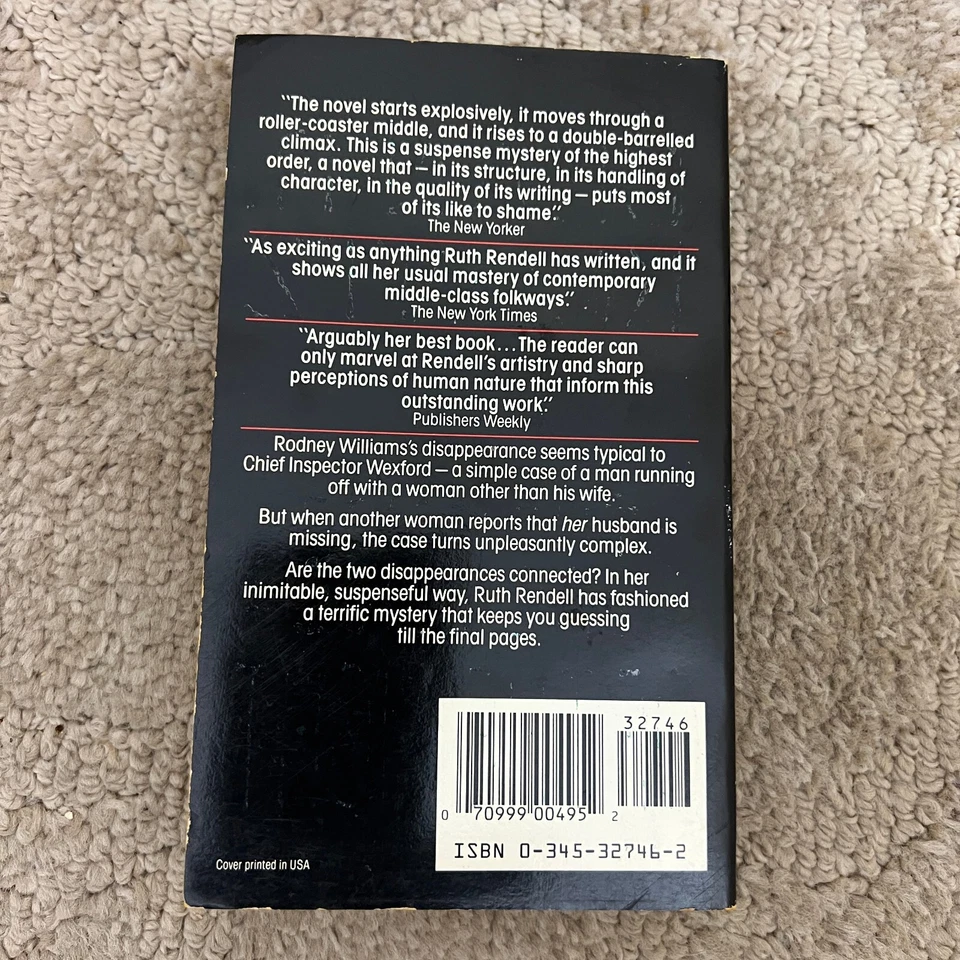 “The novel starts explosively, it moves through a
roller-coaster middle, and it rises to a double-barrelled
climax. This is a suspense mystery of the highest
order, a novel that — in its structure, in its handling of
character, in the quality of its writing — puts most
of its like to shame.”
The New Yorker
“As exciting as anything Ruth Rendell has written, and it
shows all her usual mastery of contemporary
middle-class folkways.”
The New York Times
“Arguably her best book...The reader can
only marvel at Rendell's artistry and sharp
perceptions of human nature that inform this
outstanding work.”
Publishers Weekly
Rodney Williams's disappearance seems typical to
Chief Inspector Wexford — a simple case of a man running
off with a woman other than his wife.
But when another woman reports that her husband is
missing, the case turns unpleasantly complex.
Are the two disappearances connected? In her
inimitable, suspenseful way, Ruth Rendell has fashioned
a terrific mystery that keeps you guessing
till the final pages.
32746
0 70999 00495 2
ISBN 0-345-32746-2
Cover printed in USA